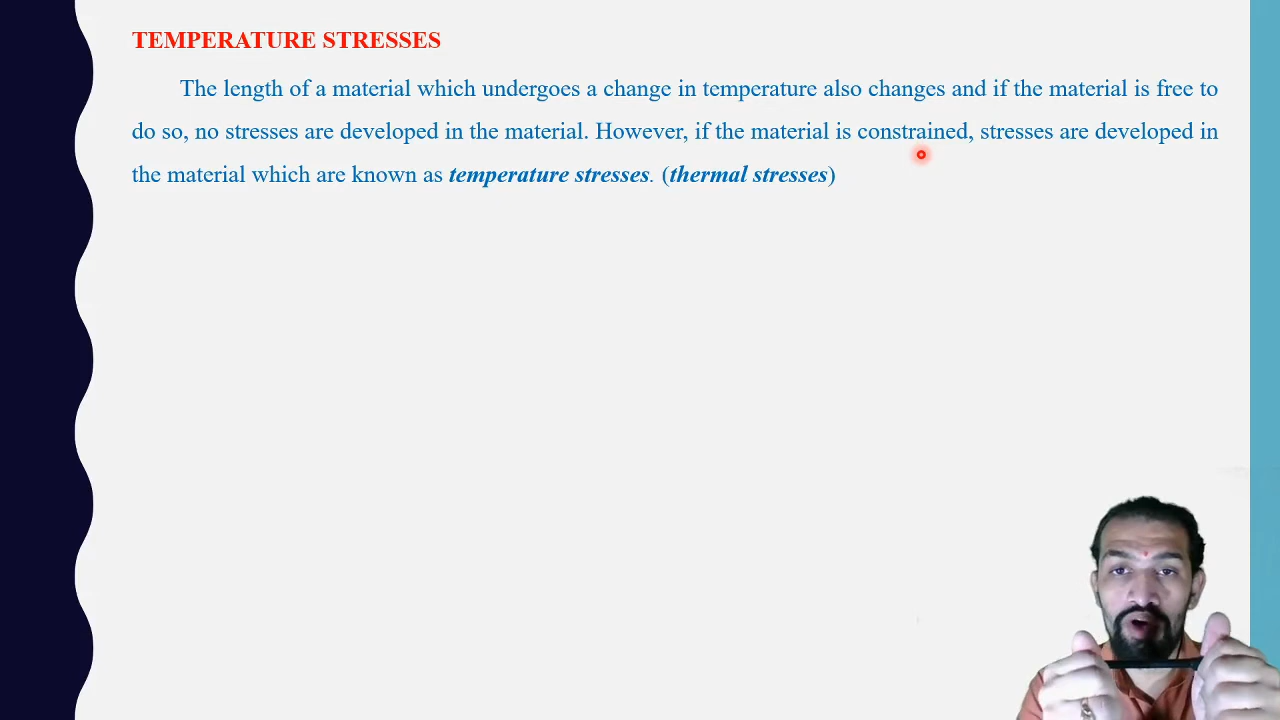 TEMPERATURE STRESSES
The length of a material which undergoes a change in temperature also changes and if the material is free to
do so, no stresses are developed in the material. However, if the material is constrained, stresses are developed in
the material which are known as temperature stresses. (thermal stresses)